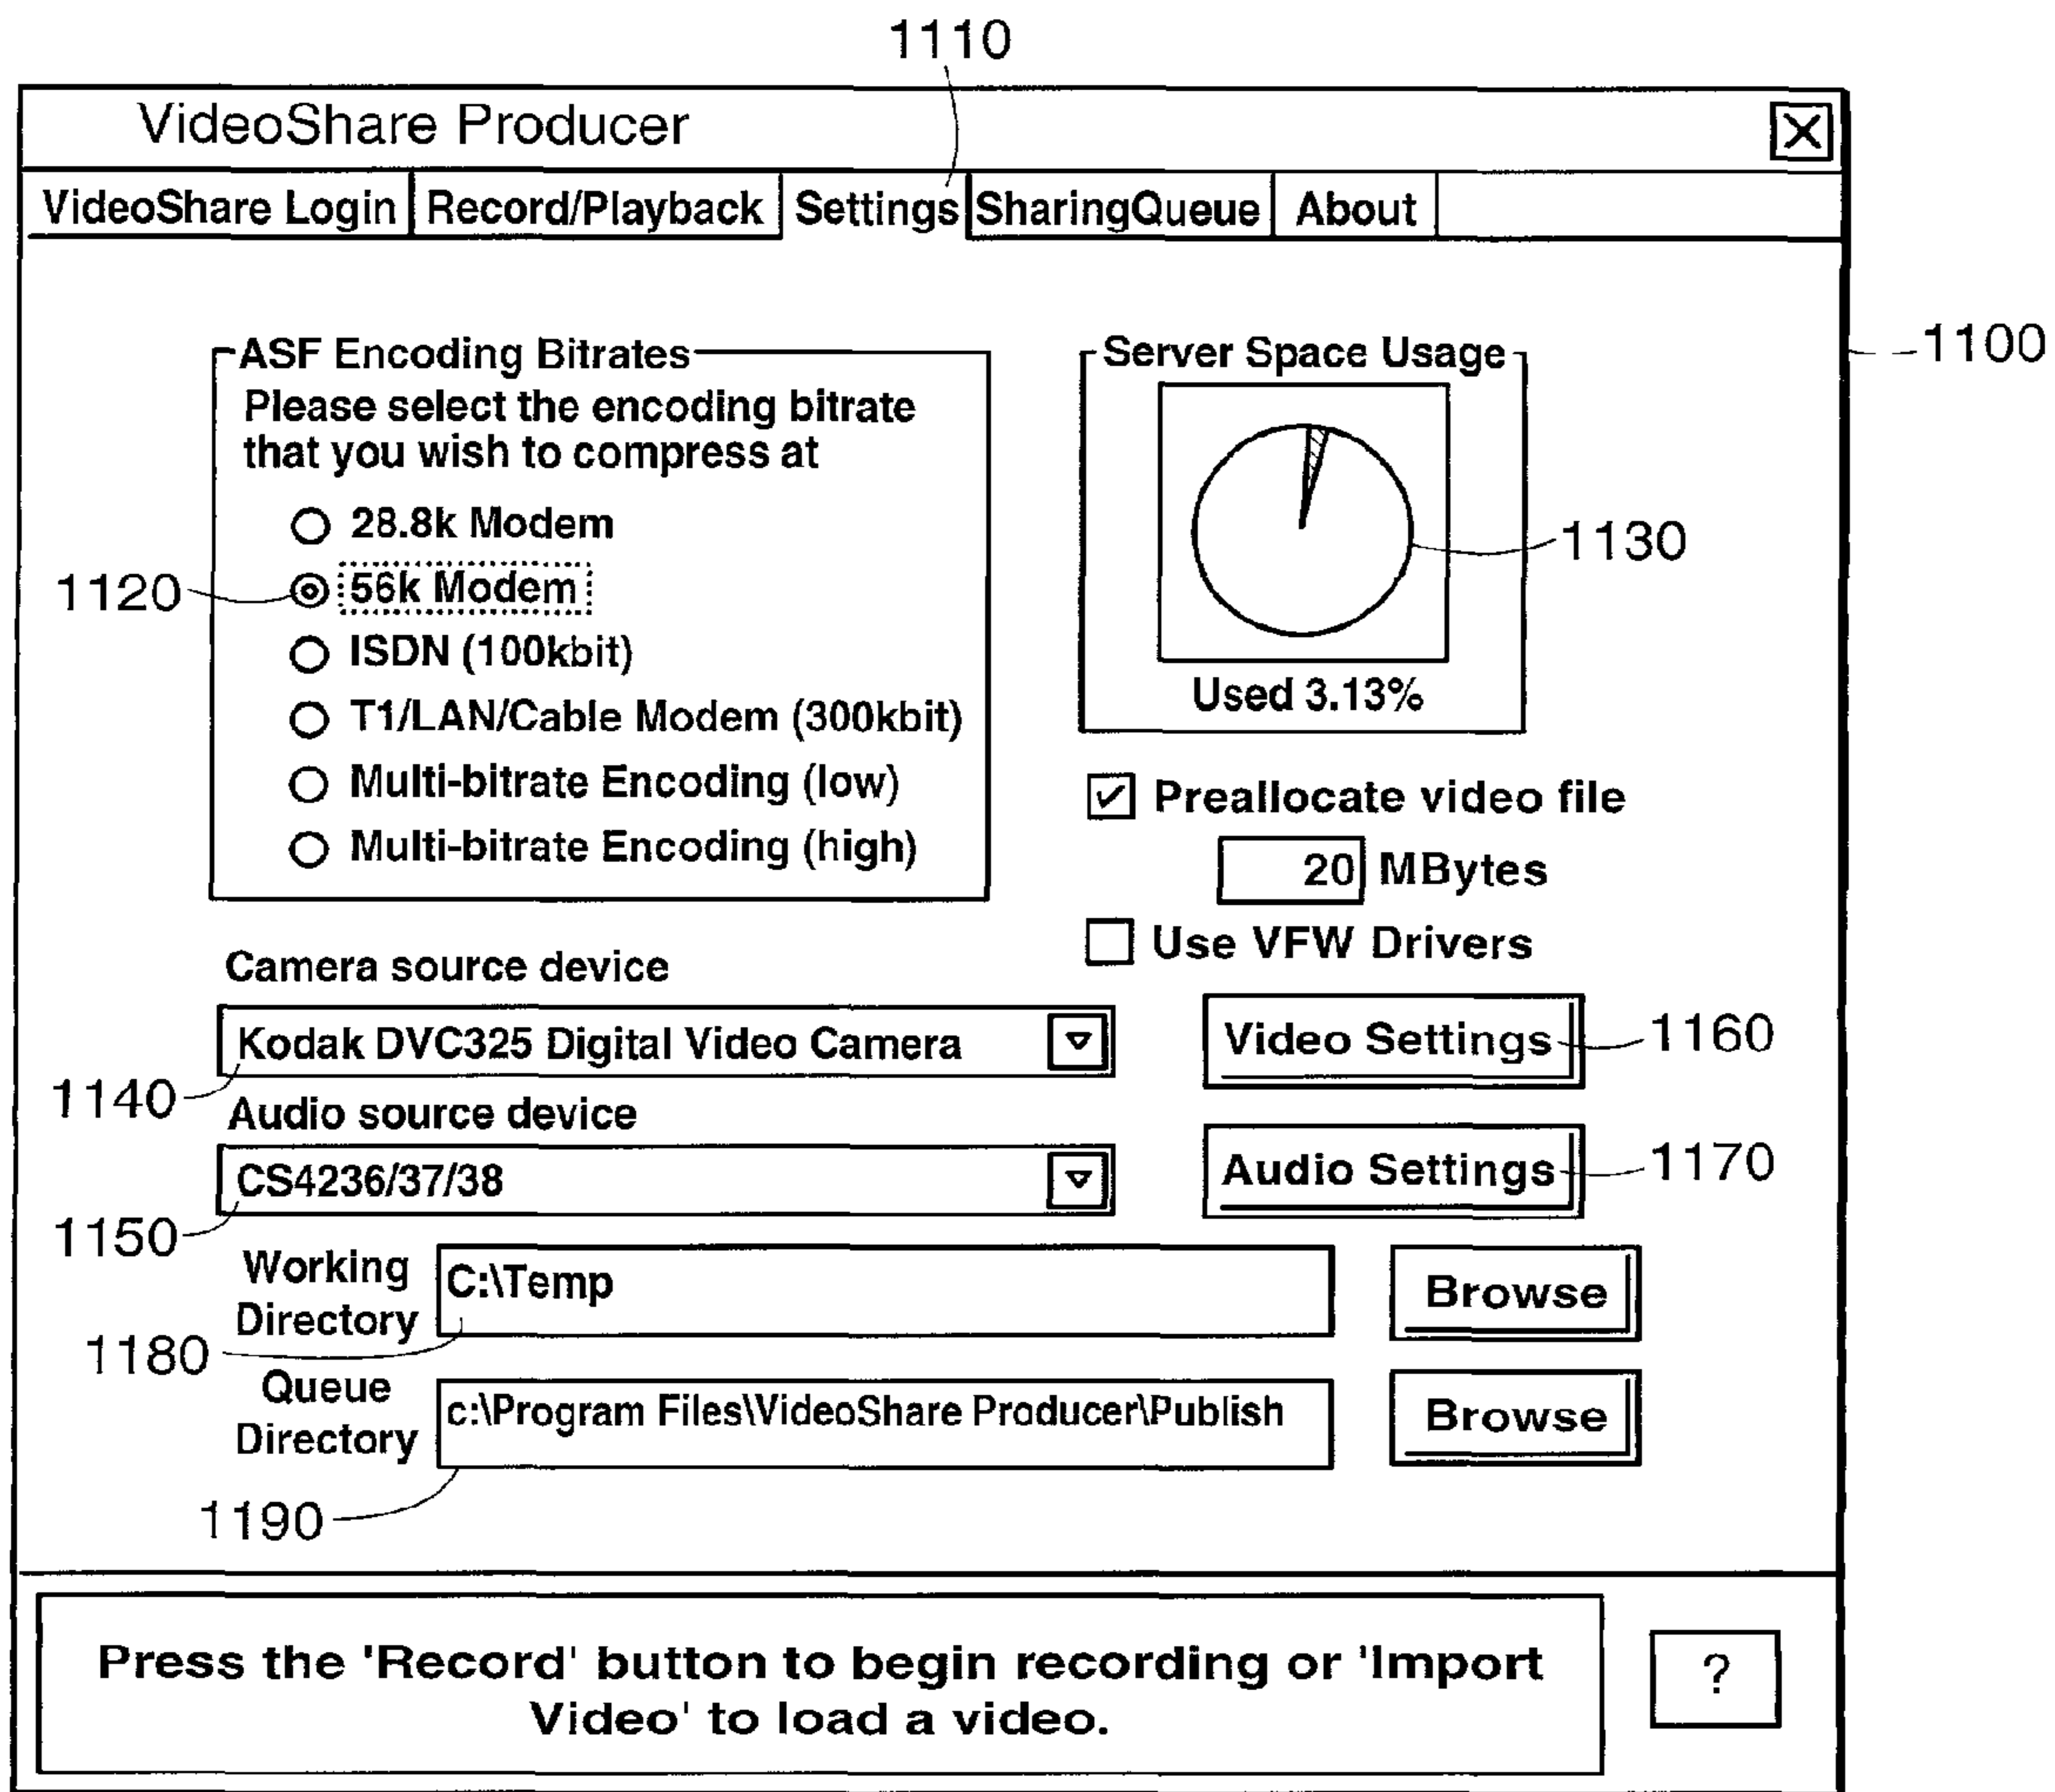 1110
VideoShare Producer
VideoShare Login Record/Playback Settings SharingQueue About
1100
ASF Encoding Bitrates
Please select the encoding bitrate
that you wish to compress at
28.8k Modem
1120
56k Modem
ISDN (100kbit)
T1/LAN/Cable Modem (300kbit)
Multi-bitrate Encoding (low)
Multi-bitrate Encoding (high)
Server Space Usage
1130
Used 3.13%
Preallocate video file
20 MBytes
Use VFW Drivers
Camera source device
Kodak DVC325 Digital Video Camera
1140
Video Settings
1160
Audio source device
CS4236/37/38
1150
Audio Settings
1170
Working
Directory
C:\Temp
Browse
1180
Queue
Directory
c:\Program Files\VideoShare Producer\Publish
Browse
1190
Press the 'Record' button to begin recording or 'Import
Video' to load a video.
?